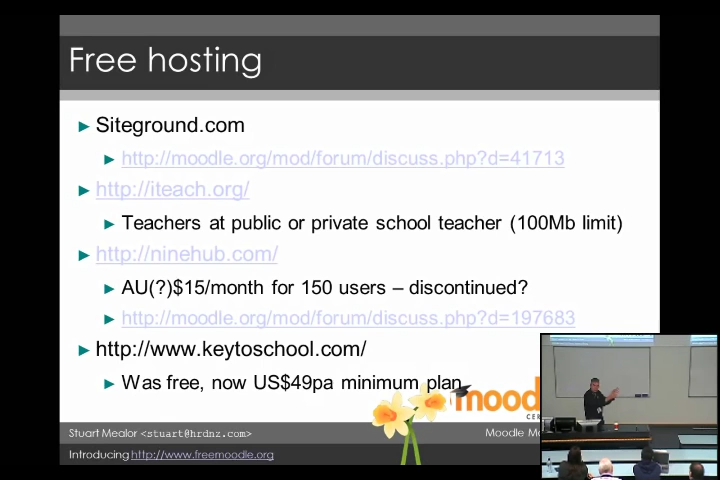 Free hosting
Siteground.com
http://moodle.org/mod/forum/discuss.php?d=41713
http://iteach.org/
Teachers at public or private school teacher (100Mb limit)
http://ninehub.com/
AU(?)$15/month for 150 users – discontinued?
http://moodle.org/mod/forum/discuss.php?d=197683
http://www.keytoschool.com/
Was free, now US$49pa minimum plan
mood
CE
Stuart Mealor <stuart@hrdnz.com>
Moodle Mo
Introducing http://www.freemoodle.org